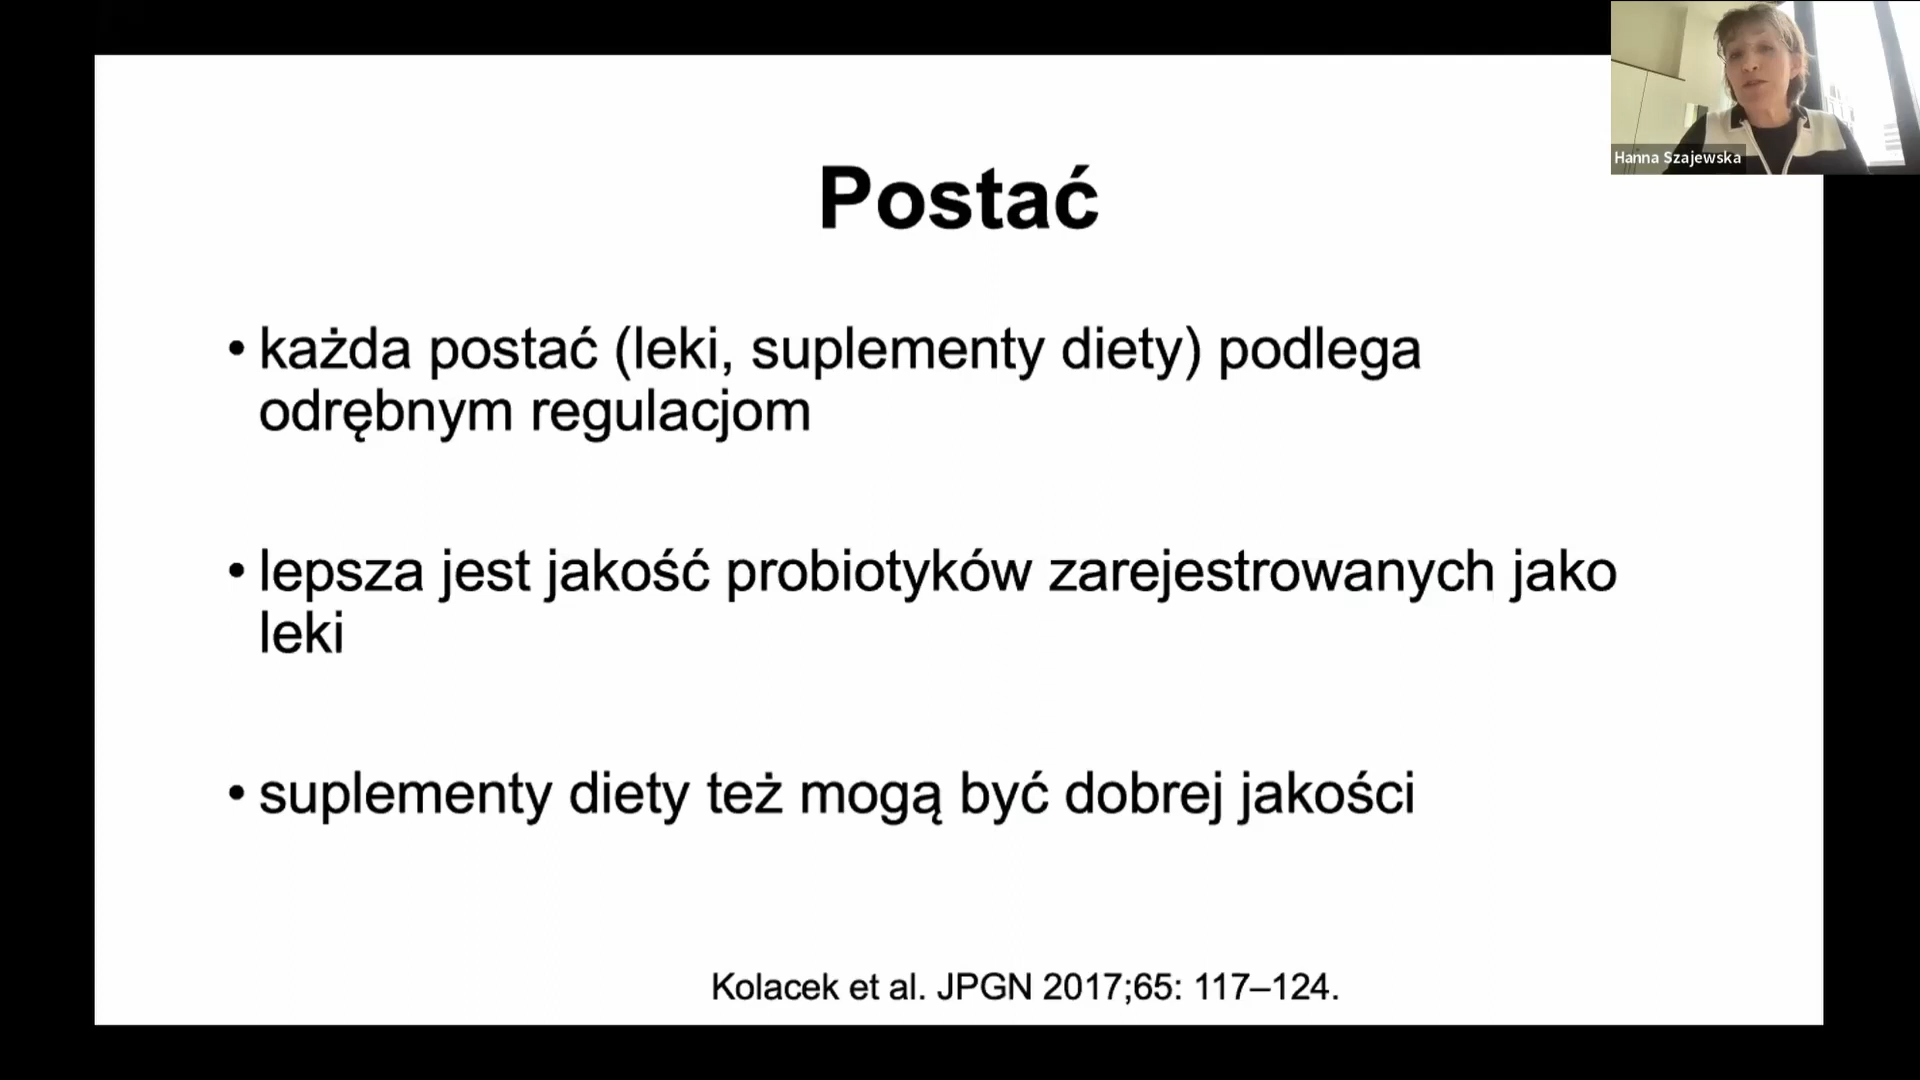 Hanna Szajewska
Postać
• każda postać (leki, suplementy diety) podlega
odrębnym regulacjom
• lepsza jest jakość probiotyków zarejestrowanych jako
leki
• suplementy diety też mogą być dobrej jakości
Kolacek et al. JPGN 2017;65: 117–124.